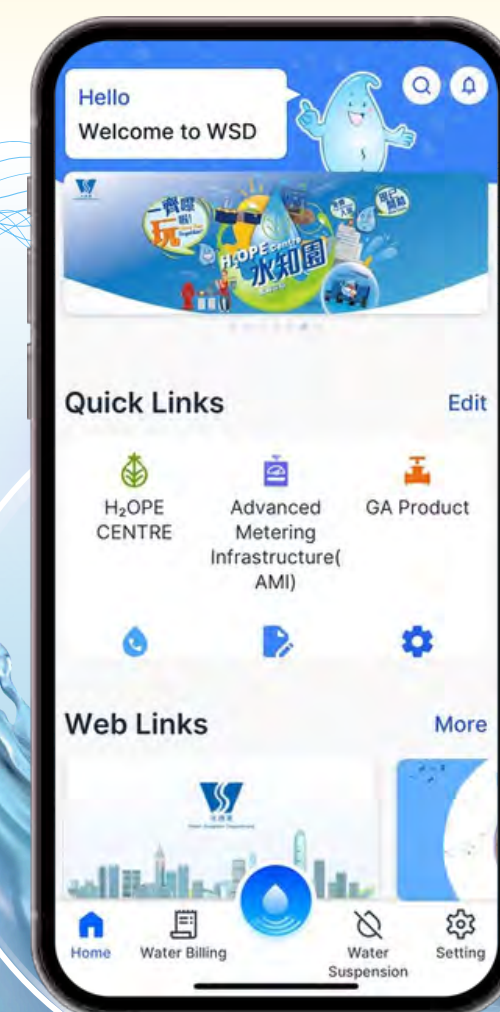 Hello
Welcome to WSD
一齊嚟
玩
啦!
H₂OPE Centre
水知園
Quick Links
Edit
H₂OPE
CENTRE
Advanced
Metering
Infrastructure(
AMI)
GA Product
Web Links
More
Home
Water Billing
Water
Suspension
Setting